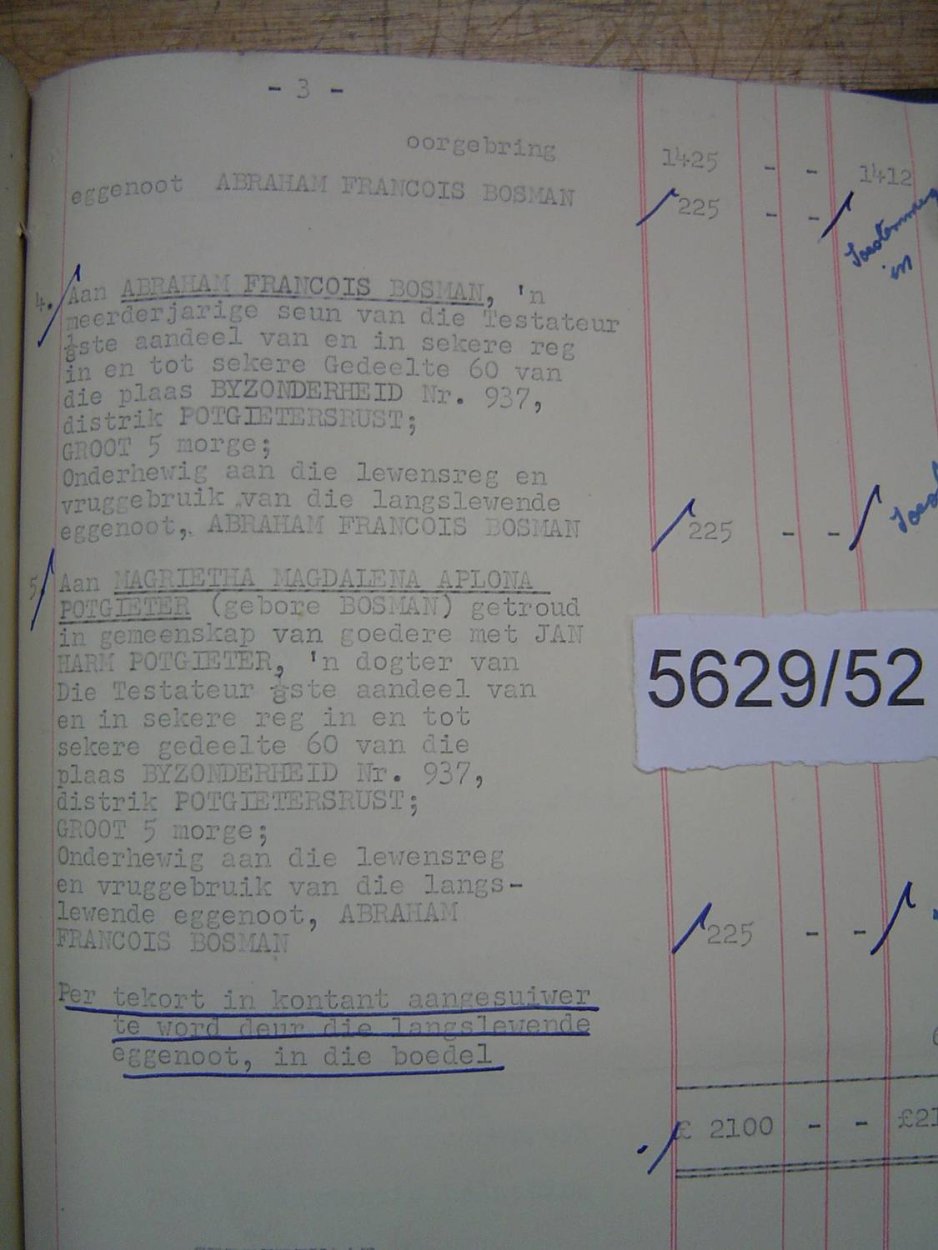 - 3 -
oorgebring 1425 - - 1412
eggenoot ABRAHAM FRANCOIS BOSMAN 225 - -
in
4. Aan ABRAHAM FRANCOIS BOSMAN, 'n
meerderjarige seun van die Testateur
⅛ste aandeel van en in sekere reg
in en tot sekere Gedeelte 60 van
die plaas BYZONDERHEID Nr. 937,
distrik POTGIETERSRUST;
GROOT 5 morge;
Onderhewig aan die lewensreg en
vruggebruik van die langslewende
eggenoot, ABRAHAM FRANCOIS BOSMAN 225 - -
5. Aan MAGRIETHA MAGDALENA APLONA
POTGIETER (gebore BOSMAN) getroud
in gemeenskap van goedere met JAN
HARM POTGIETER, 'n dogter van
Die Testateur ⅛ste aandeel van
en in sekere reg in en tot
sekere gedeelte 60 van die
plaas BYZONDERHEID Nr. 937,
distrik POTGIETERSRUST;
GROOT 5 morge;
Onderhewig aan die lewensreg
en vruggebruik van die langs-
lewende eggenoot, ABRAHAM
FRANCOIS BOSMAN 225 - -
5629/52
Per tekort in kontant aangesuiwer
te word deur die langslewende
eggenoot, in die boedel
£ 2100 - - £21